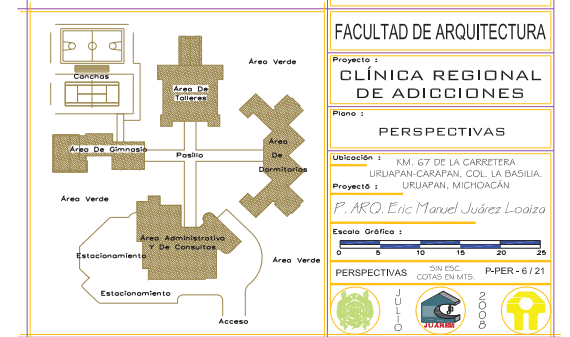 Canchas
Área De
Talleres
Área Verde
Área De Gimnasio
Pasillo
Área
De
Dormitorios
Área Verde
Área Administrativa
Y De Consultas
Estacionamiento
Área Verde
Estacionamiento
Acceso
FACULTAD DE ARQUITECTURA
Proyecto :
CLÍNICA REGIONAL
DE ADICCIONES
Plano :
PERSPECTIVAS
Ubicación : KM. 67 DE LA CARRETERA
URUAPAN-CARAPAN, COL. LA BASILIA.
Proyectó : URUAPAN, MICHOACÁN
P. ARQ. Eric Manuel Juárez Loaiza
Escala Gráfica :
0 5 10 15 20 25
PERSPECTIVAS SIN ESC. COTAS EN MTS. P-PER - 6 / 21
JULIO
JUAREZ
2008